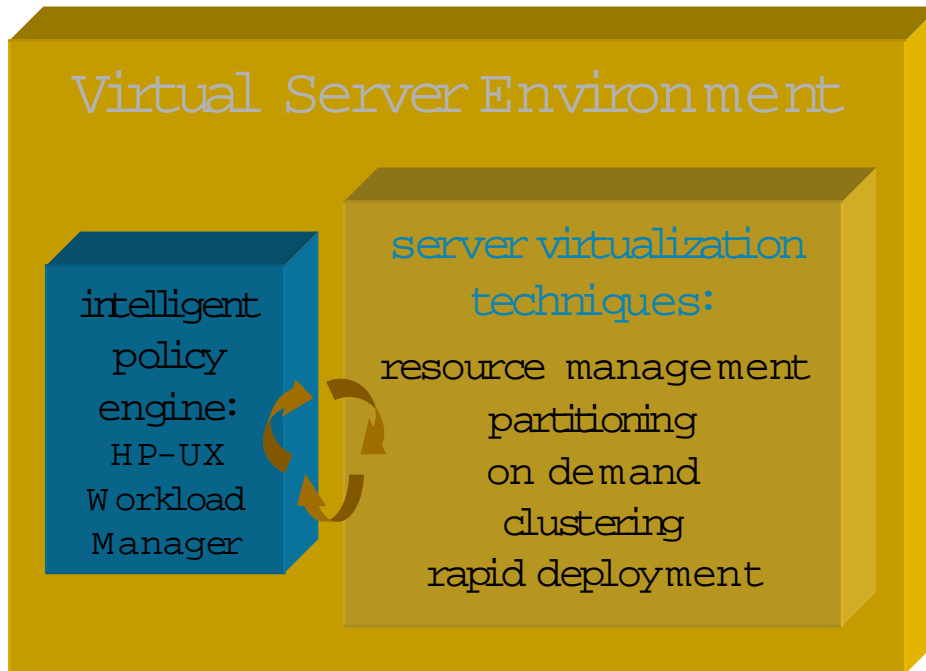 Virtual Server Environment
intelligent
policy
engine:
HP-UX
Workload
Manager
server virtualization
techniques:
resource management
partitioning
on demand
clustering
rapid deployment